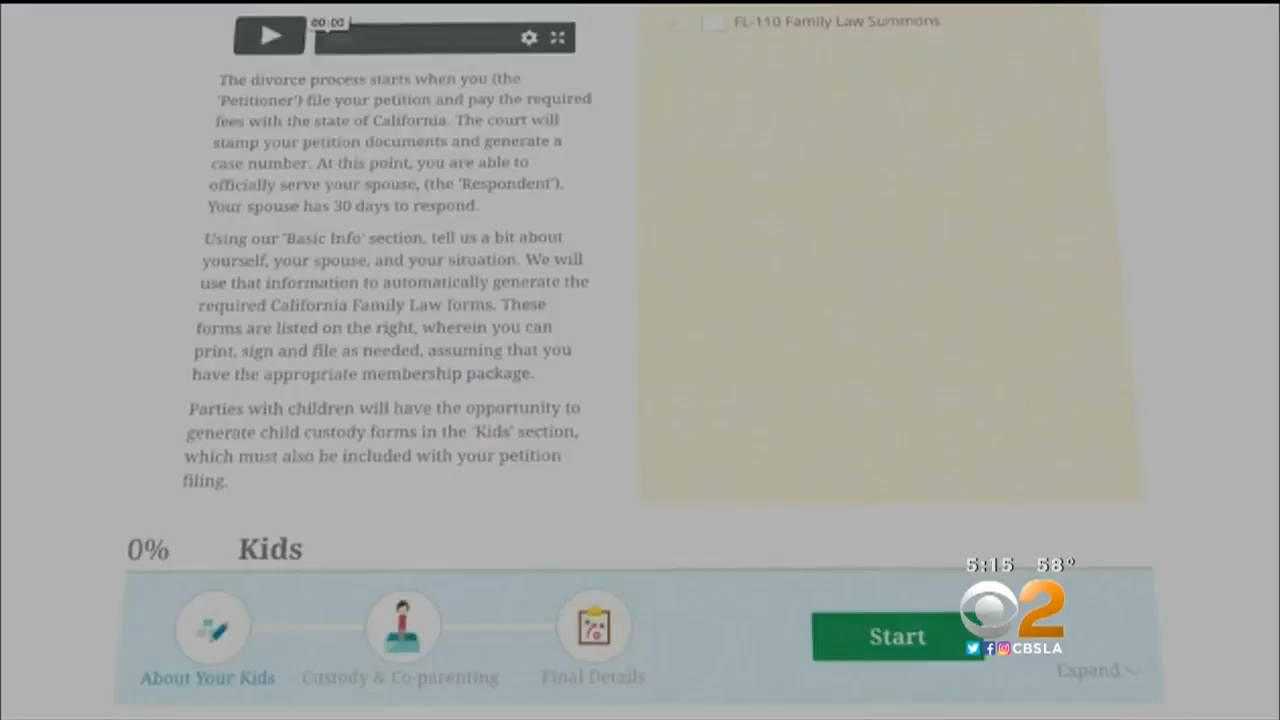 00:00
FL-110 Family Law Summons
The divorce process starts when you (the
'Petitioner') file your petition and pay the required
fees with the state of California. The court will
stamp your petition documents and generate a
case number. At this point, you are able to
officially serve your spouse, (the 'Respondent').
Your spouse has 30 days to respond.
Using our 'Basic Info' section, tell us a bit about
yourself, your spouse, and your situation. We will
use that information to automatically generate the
required California Family Law forms. These
forms are listed on the right, wherein you can
print, sign and file as needed, assuming that you
have the appropriate membership package.
Parties with children will have the opportunity to
generate child custody forms in the 'Kids' section,
which must also be included with your petition
filing.
0% Kids
About Your Kids
Custody & Co-parenting
Final Details
Start
Expand
5:15 58°
2
CBSLA